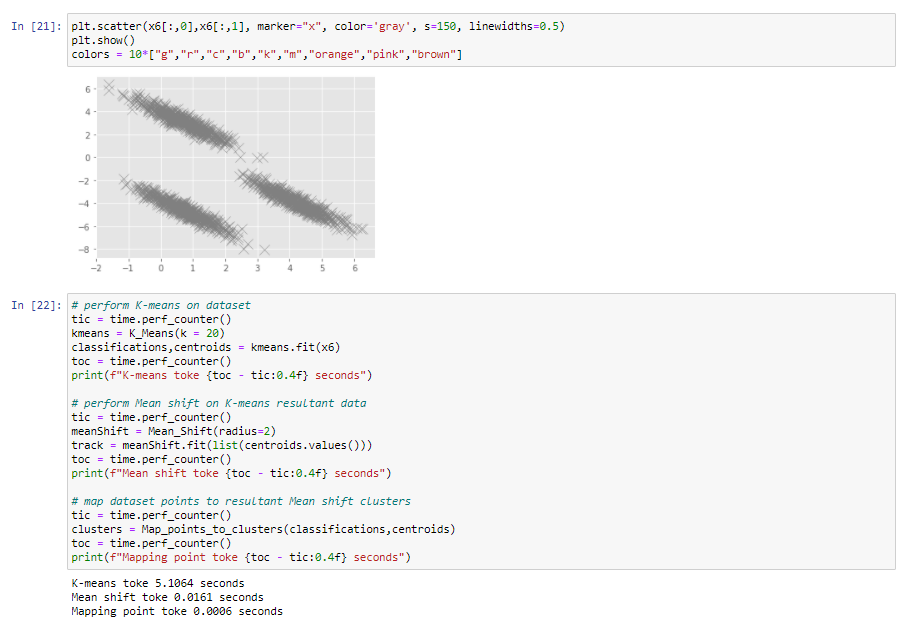 In [21]: plt.scatter(x6[:,0],x6[:,1], marker="x", color='gray', s=150, linewidths=0.5)
plt.show()
colors = 10*["g","r","c","b","k","m","orange","pink","brown"]
6
4
2
0
−2
−4
−6
−8
−2 −1 0 1 2 3 4 5 6
In [22]: # perform K-means on dataset
tic = time.perf_counter()
kmeans = K_Means(k = 20)
classifications,centroids = kmeans.fit(x6)
toc = time.perf_counter()
print(f"K-means toke {toc - tic:0.4f} seconds")
# perform Mean shift on K-means resultant data
tic = time.perf_counter()
meanShift = Mean_Shift(radius=2)
track = meanShift.fit(list(centroids.values()))
toc = time.perf_counter()
print(f"Mean shift toke {toc - tic:0.4f} seconds")
# map dataset points to resultant Mean shift clusters
tic = time.perf_counter()
clusters = Map_points_to_clusters(classifications,centroids)
toc = time.perf_counter()
print(f"Mapping point toke {toc - tic:0.4f} seconds")
K-means toke 5.1064 seconds
Mean shift toke 0.0161 seconds
Mapping point toke 0.0006 seconds